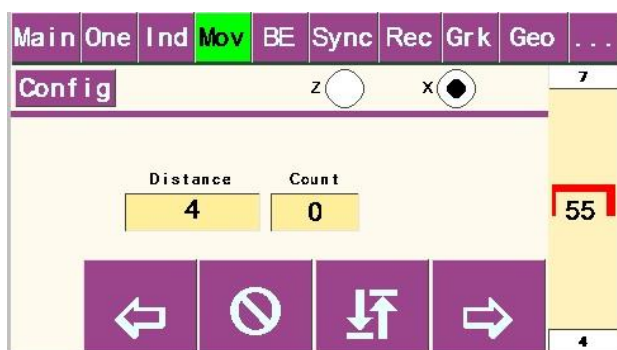 Main One Ind Mov BE Sync Rec Grk Geo ...
Config Z X 7
Distance Count
4 0 55
4